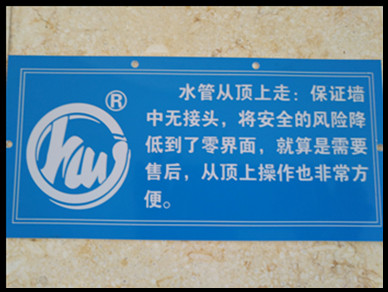 ®
水管从顶上走：保证墙
中无接头，将安全的风险降
低到了零界面，就算是需要
售后，从顶上操作也非常方
便。